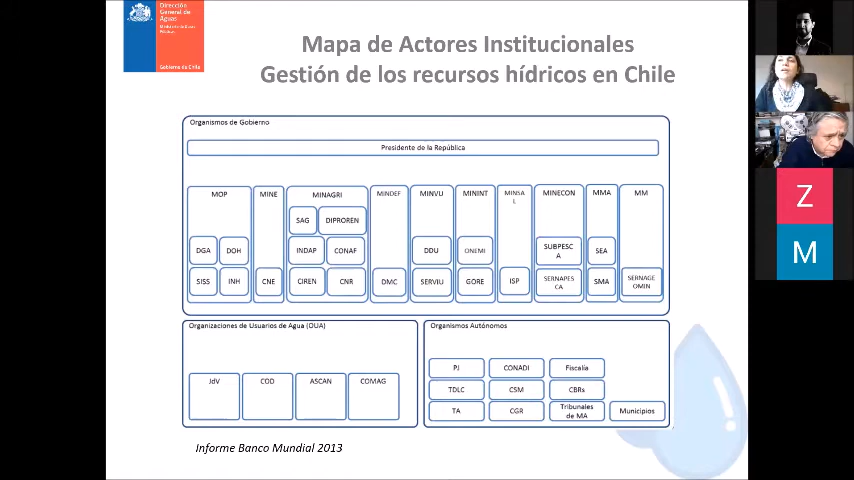 Dirección
General de
Aguas
Gobierno de Chile
Mapa de Actores Institucionales
Gestión de los recursos hídricos en Chile
Organismos de Gobierno
Presidente de la República
MOP
DGA
DOH
SISS
INH
MINE
CNE
MINAGRI
SAG
DIPROREN
INDAP
CONAF
CIREN
CNR
MINDEF
DMC
MINVU
DDU
SERVIU
MININT
ONEMI
GORE
MINSA
L
ISP
MINECON
SUBPESC
A
SERNAPES
CA
MMA
SEA
SMA
MM
SERNAGE
OMIN
Organizaciones de Usuarios de Agua (OUA)
JdV
COD
ASCAN
COMAG
Organismos Autónomos
PJ
CONADI
Fiscalía
TDLC
CSM
CBRs
TA
CGR
Tribunales
de MA
Municipios
Informe Banco Mundial 2013
Z
M